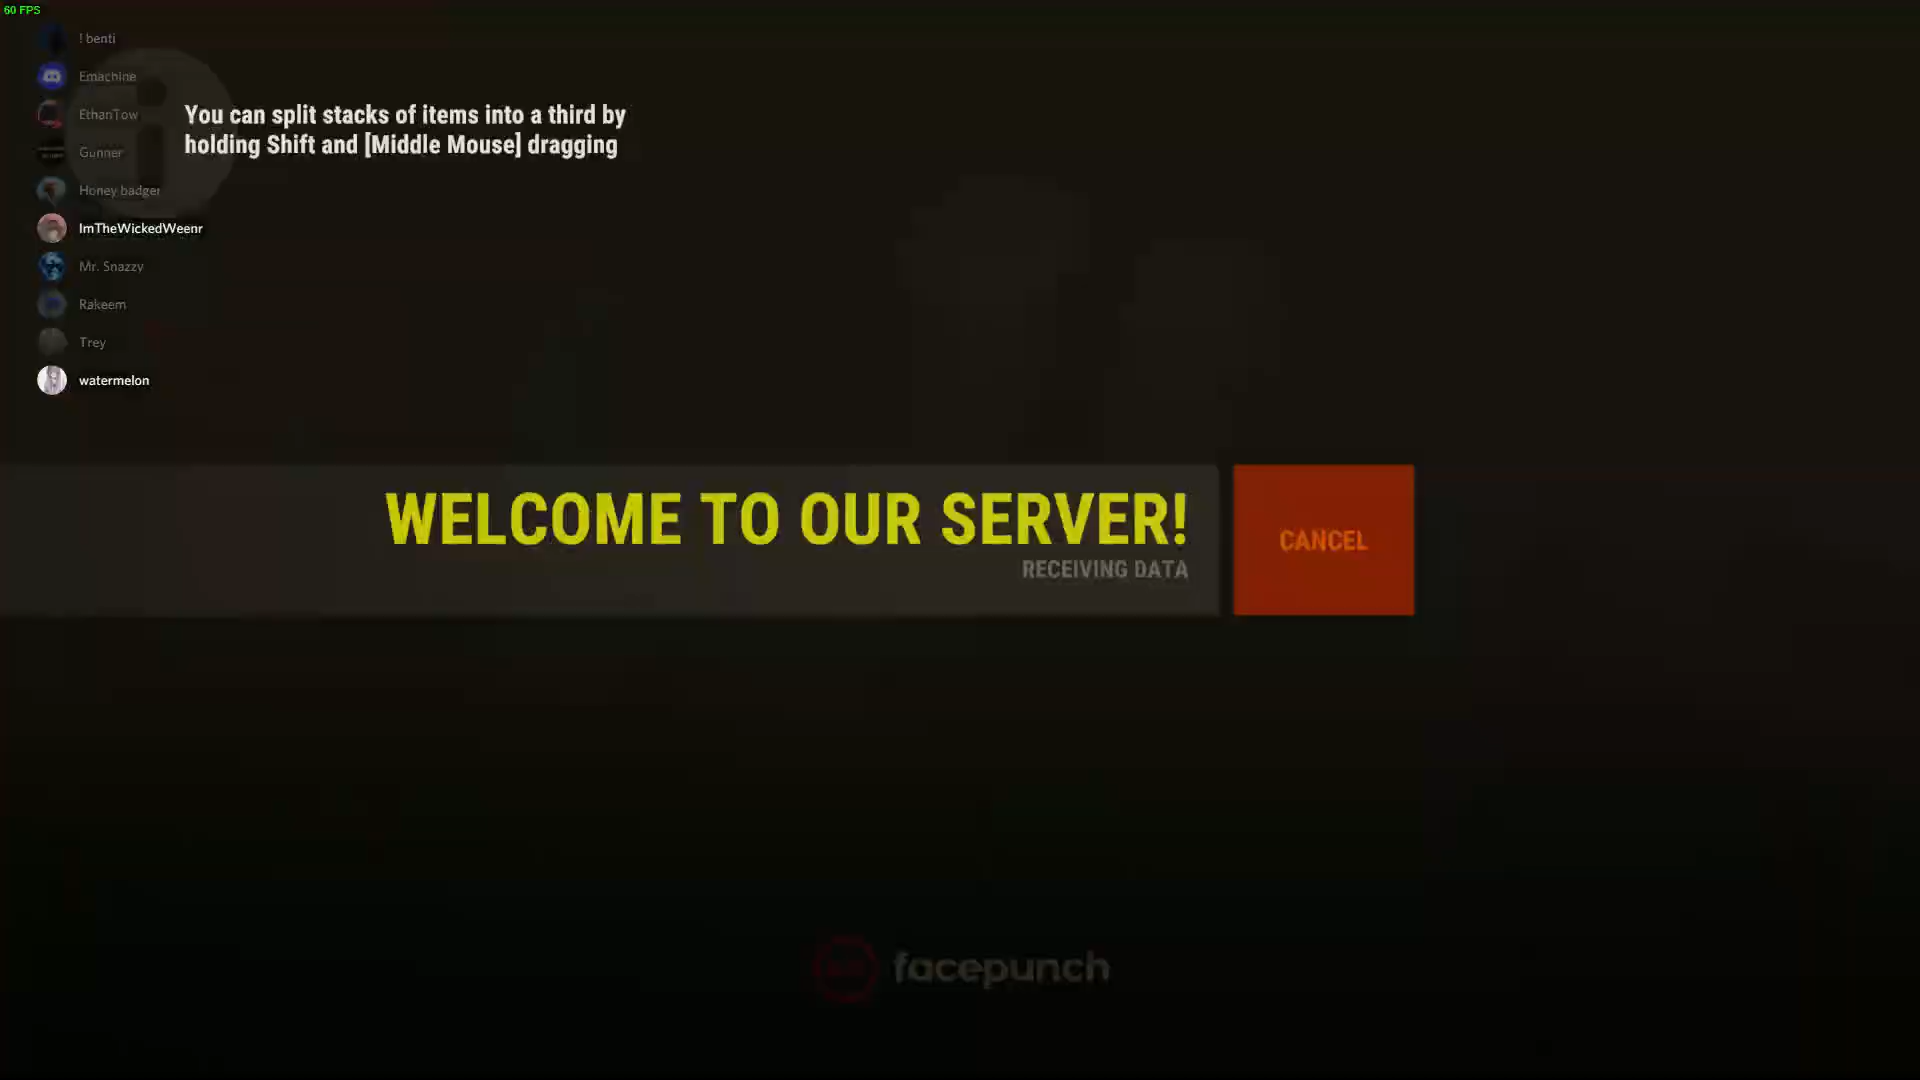 60 FPS
! benti
Emachine
EthanTow
Gunner
Honey badger
ImTheWickedWeenr
Mr. Snazzy
Rakeem
Trey
watermelon
You can split stacks of items into a third by
holding Shift and [Middle Mouse] dragging
WELCOME TO OUR SERVER!
RECEIVING DATA
CANCEL
facepunch